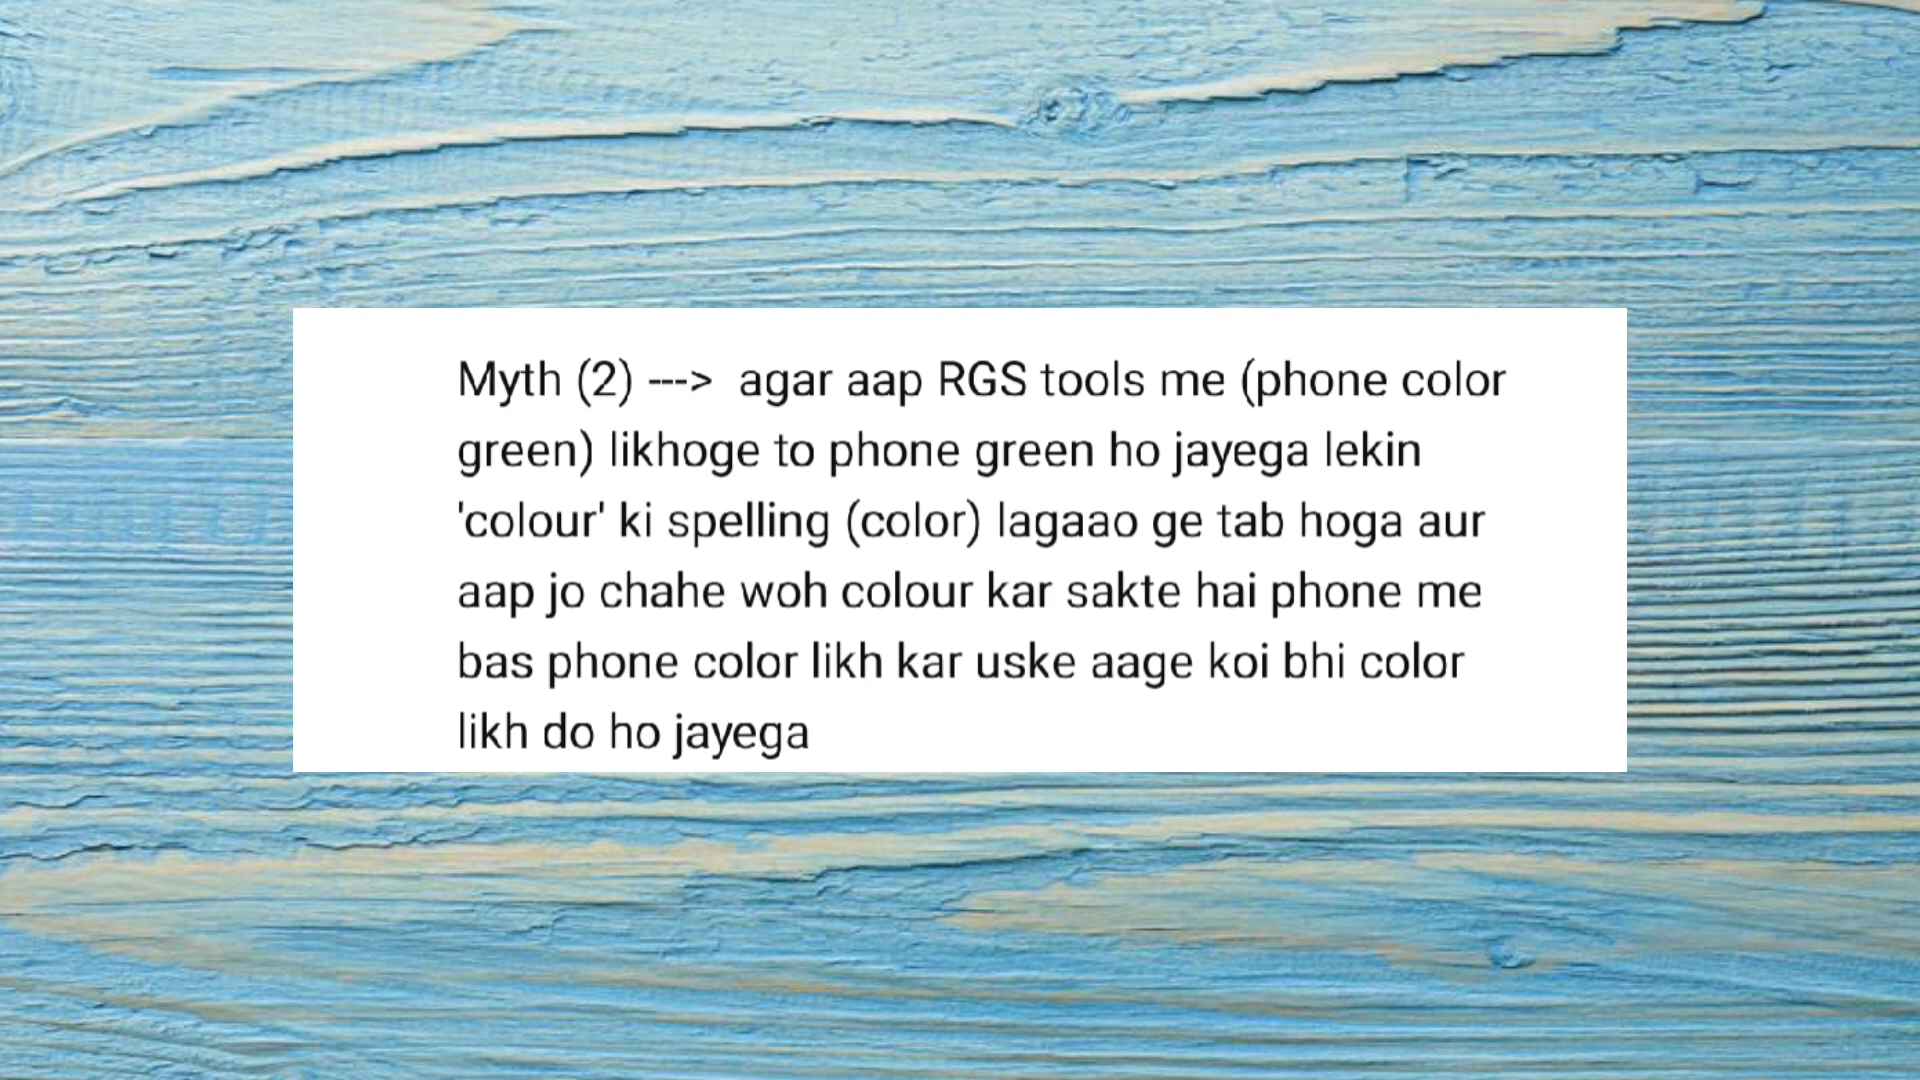 Myth (2) ---> agar aap RGS tools me (phone color
green) likhoge to phone green ho jayega lekin
'colour' ki spelling (color) lagaao ge tab hoga aur
aap jo chahe woh colour kar sakte hai phone me
bas phone color likh kar uske aage koi bhi color
likh do ho jayega